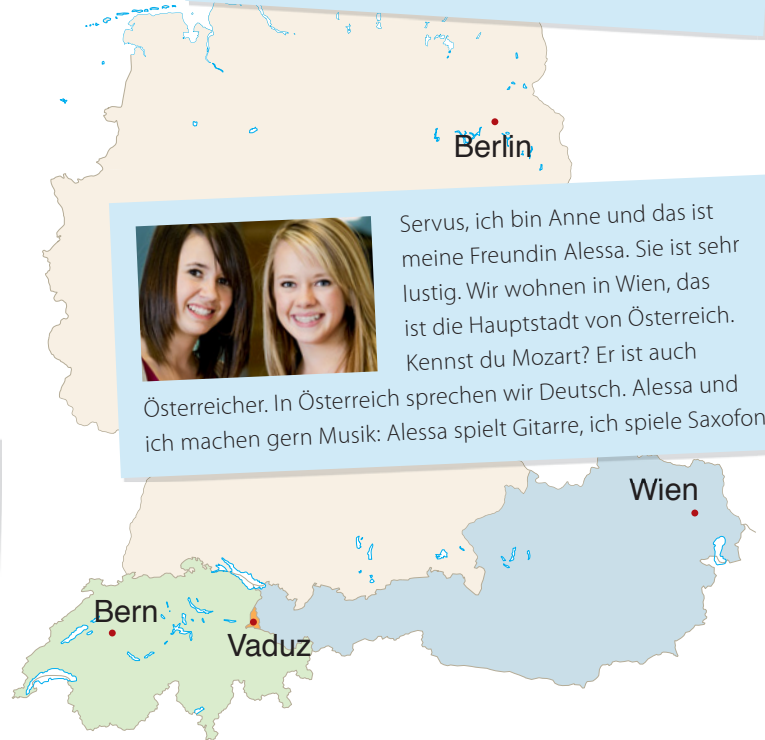 Berlin
Servus, ich bin Anne und das ist
meine Freundin Alessa. Sie ist sehr
lustig. Wir wohnen in Wien, das
ist die Hauptstadt von Österreich.
Kennst du Mozart? Er ist auch
Österreicher. In Österreich sprechen wir Deutsch. Alessa und
ich machen gern Musik: Alessa spielt Gitarre, ich spiele Saxofon
Wien
Bern
Vaduz